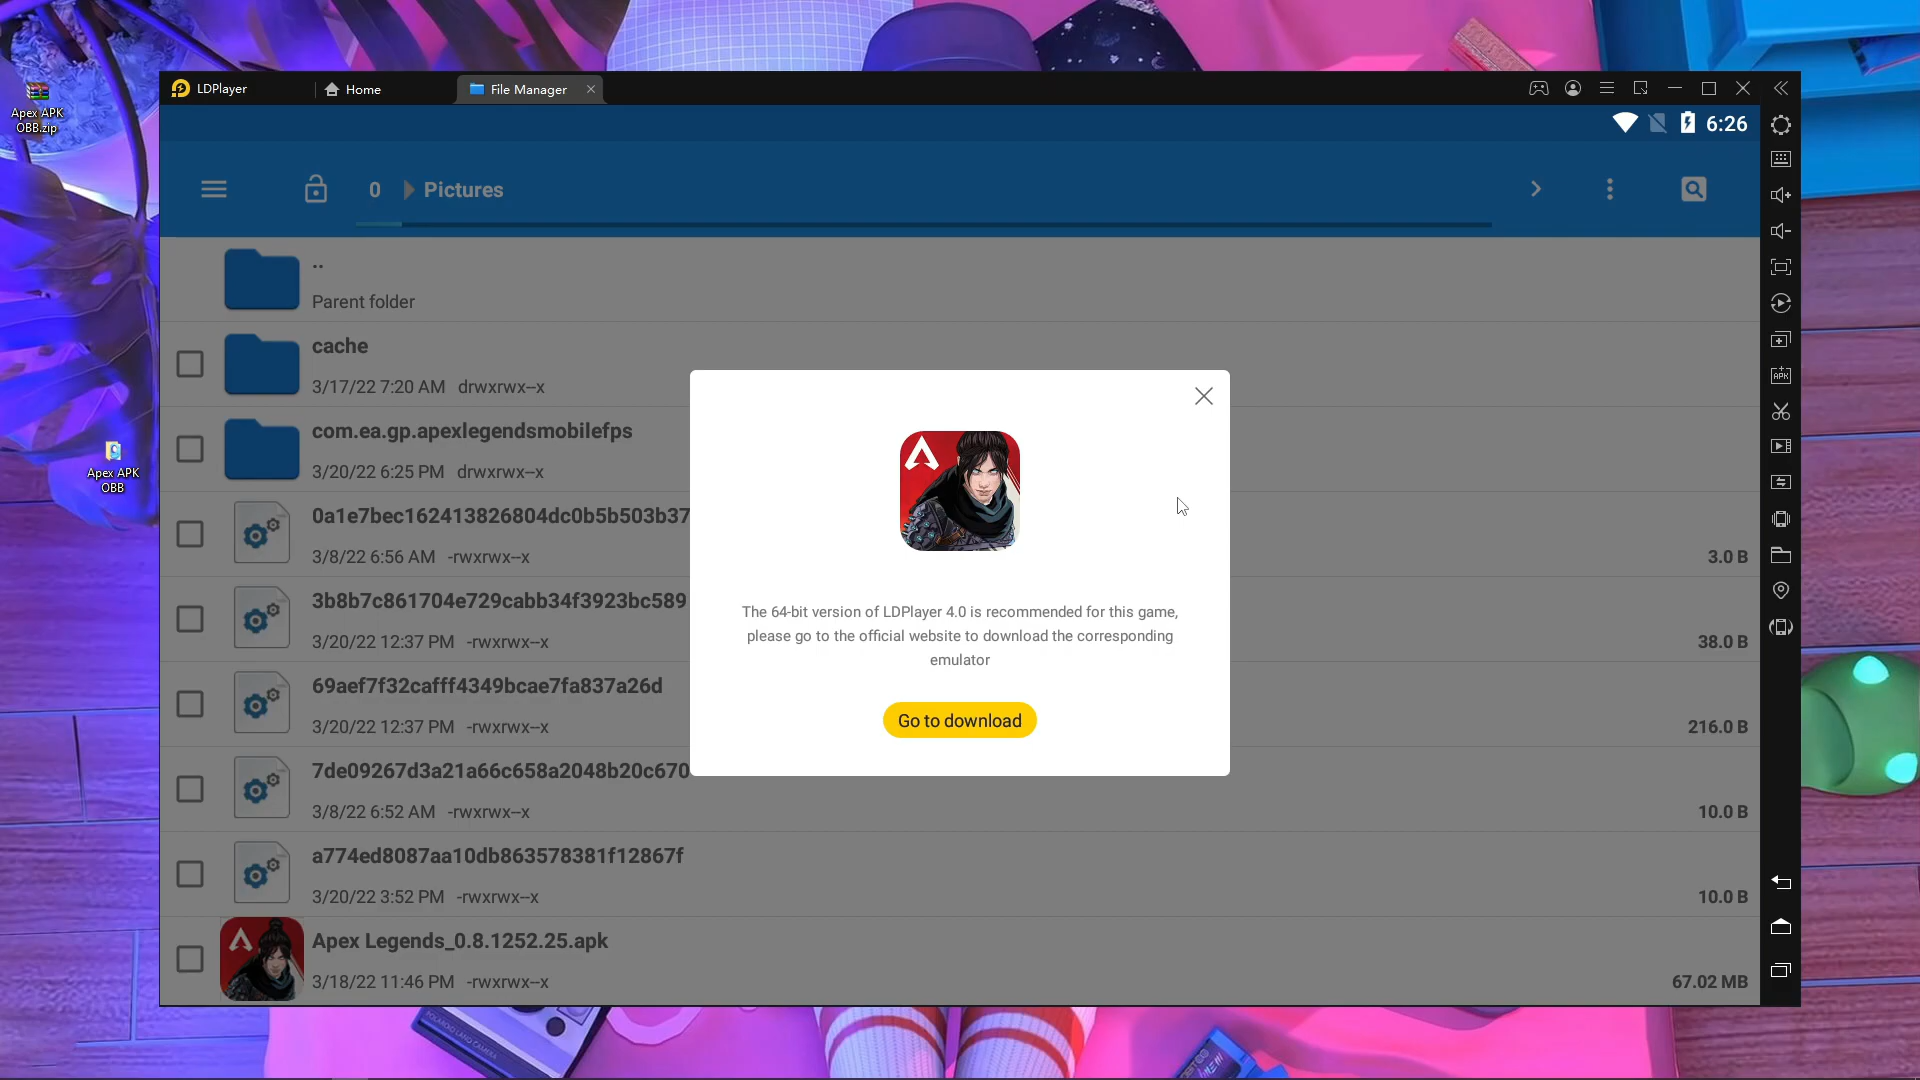 LDPlayer
Home
File Manager
Apex APK
OBB.zip
6:26
0
Pictures
..
Parent folder
cache
3/17/22 7:20 AM drwxrwx--x
com.ea.gp.apexlegendsmobilefps
3/20/22 6:25 PM drwxrwx--x
Apex APK
OBB
0a1e7bec162413826804dc0b5b503b37
3/8/22 6:56 AM -rwxrwx--x
3.0 B
3b8b7c861704e729cabb34f3923bc589
3/20/22 12:37 PM -rwxrwx--x
38.0 B
69aef7f32cafff4349bcae7fa837a26d
3/20/22 12:37 PM -rwxrwx--x
216.0 B
7de09267d3a21a66c658a2048b20c670
3/8/22 6:52 AM -rwxrwx--x
10.0 B
a774ed8087aa10db863578381f12867f
3/20/22 3:52 PM -rwxrwx--x
10.0 B
Apex Legends_0.8.1252.25.apk
3/18/22 11:46 PM -rwxrwx--x
67.02 MB
The 64-bit version of LDPlayer 4.0 is recommended for this game,
please go to the official website to download the corresponding
emulator
Go to download
APK
POLAROID LAND CAMERA